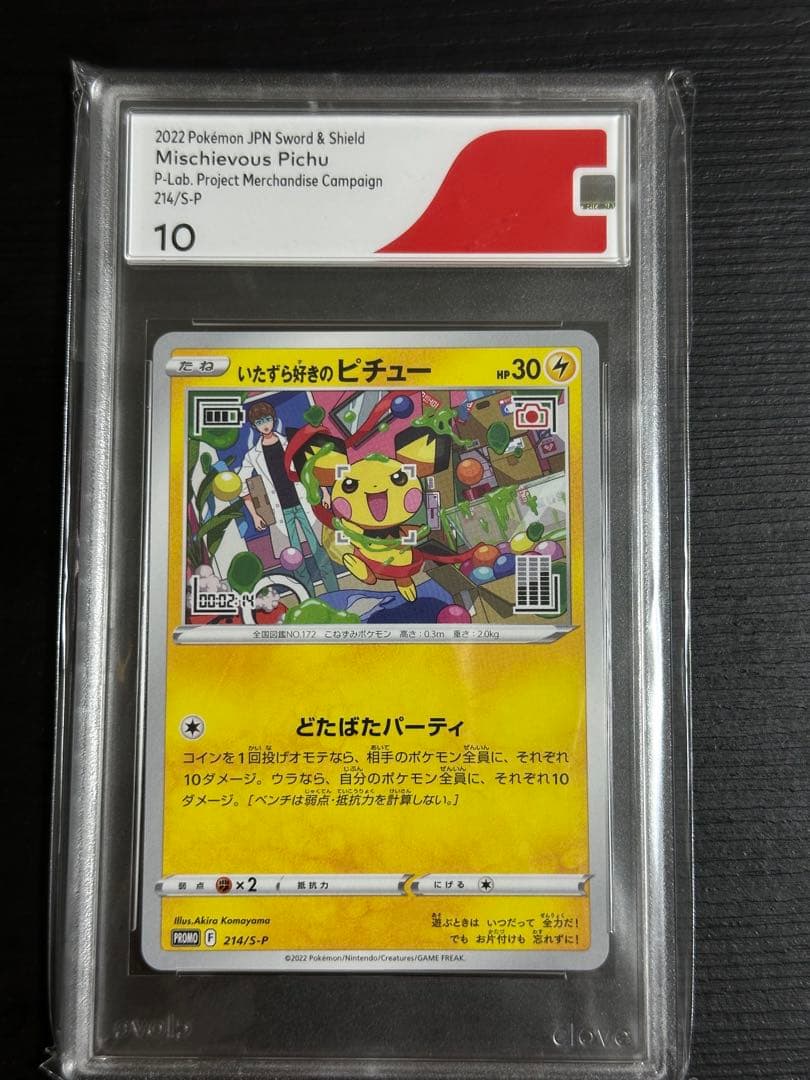 2022 Pokémon JPN Sword & Shield
Mischievous Pichu
P-Lab. Project Merchandise Campaign
214/S-P
10
たね いたずら好きのピチュー HP 30
00:02:14
全国図鑑NO.172 こねずみポケモン 高さ:0.3m 重さ:2.0kg
どたばたパーティ
コインを1回投げオモテなら、相手のポケモン全員に、それぞれ
10ダメージ。ウラなら、自分のポケモン全員に、それぞれ10
ダメージ。[ベンチは弱点・抵抗力を計算しない。]
弱点 ×2 抵抗力 にげる
Illus.Akira Komayama
遊ぶときは いつだって 全力だ!
でも お片付けも 忘れずに!
PROMO F 214/S-P
©2022 Pokémon/Nintendo/Creatures/GAME FREAK.
clove